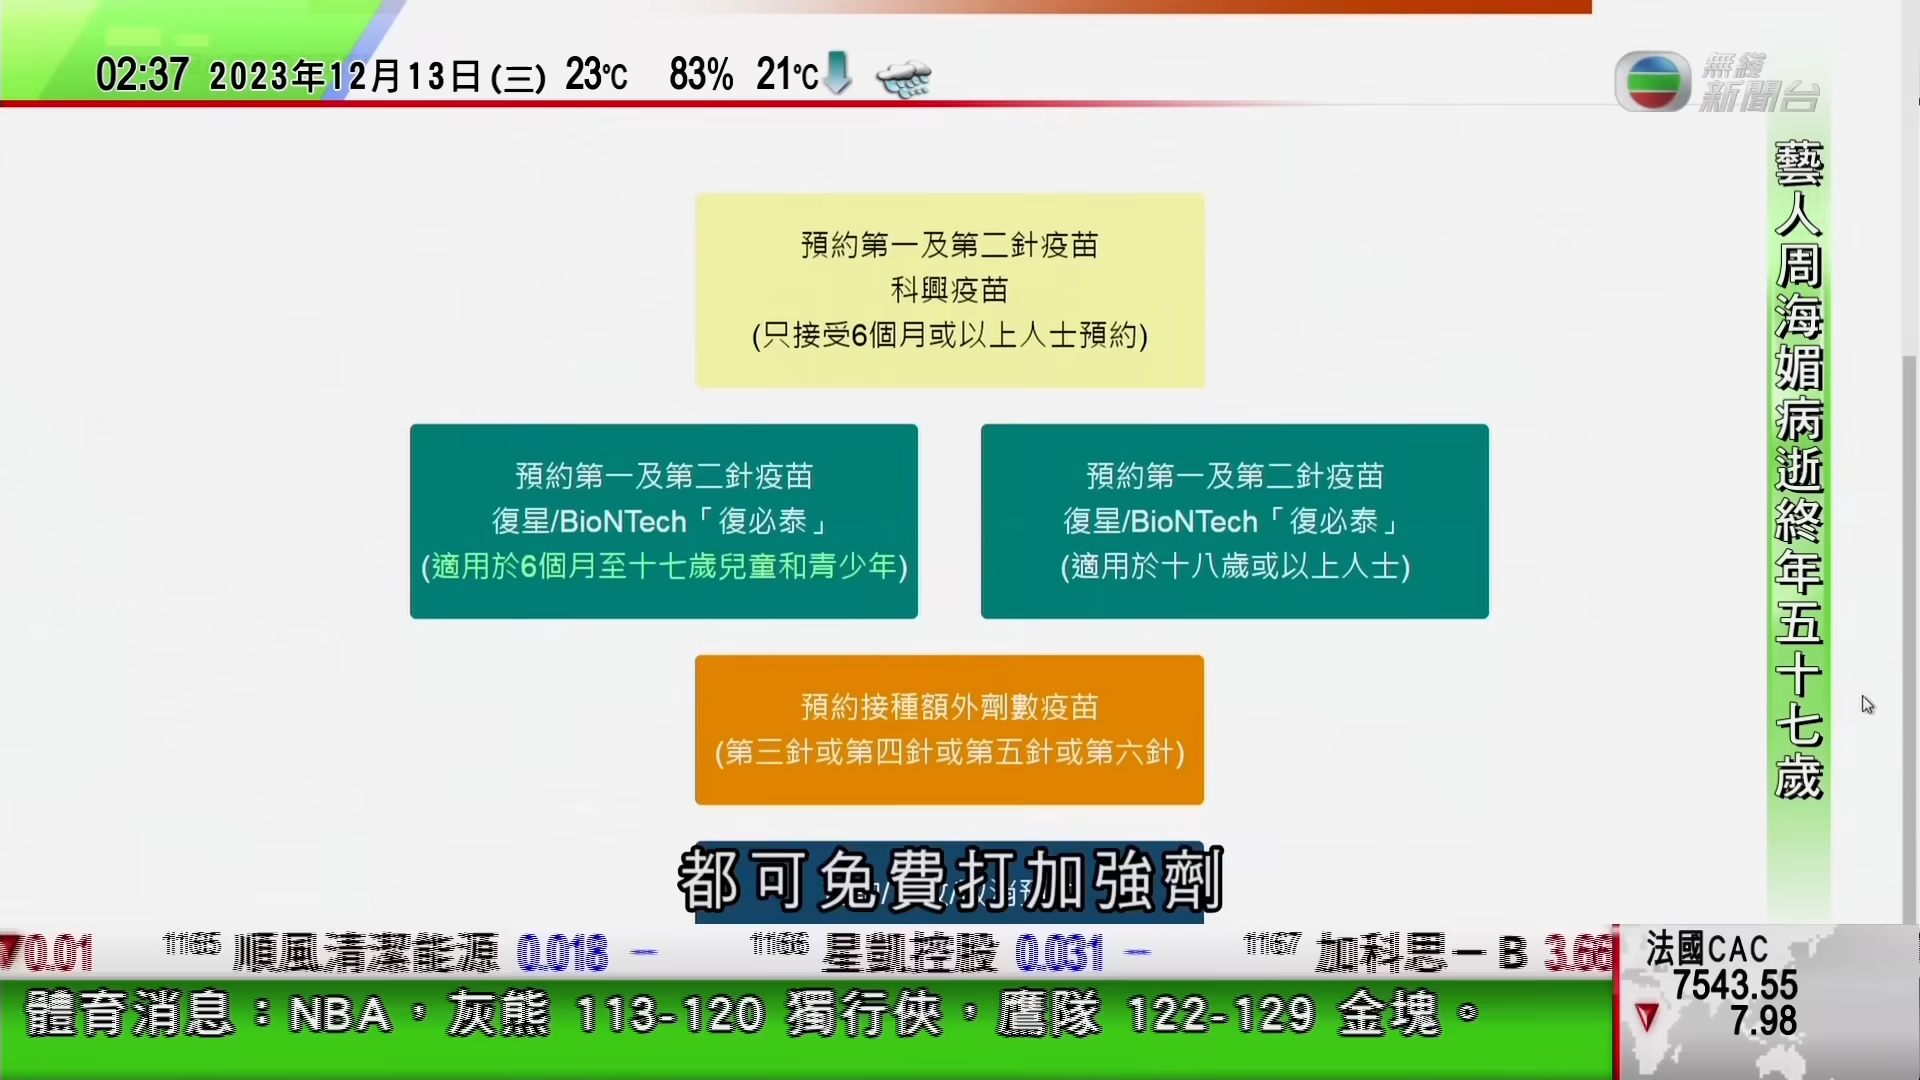 02:37 2023年12月13日(三) 23℃ 83% 21℃
無綫
新聞台
藝人周海媚病逝終年五十七歲
預約第一及第二針疫苗
科興疫苗
(只接受6個月或以上人士預約)
預約第一及第二針疫苗
復星/BioNTech「復必泰」
(適用於6個月至十七歲兒童和青少年)
預約第一及第二針疫苗
復星/BioNTech「復必泰」
(適用於十八歲或以上人士)
預約接種額外劑數疫苗
(第三針或第四針或第五針或第六針)
都可免費打加強劑
0.01 1165 順風清潔能源 0.018 － 1166 星凱控股 0.031 － 1167 加科思－B 3.66
體育消息：NBA，灰熊 113-120 獨行俠，鷹隊 122-129 金塊。
法國CAC
7543.55
7.98